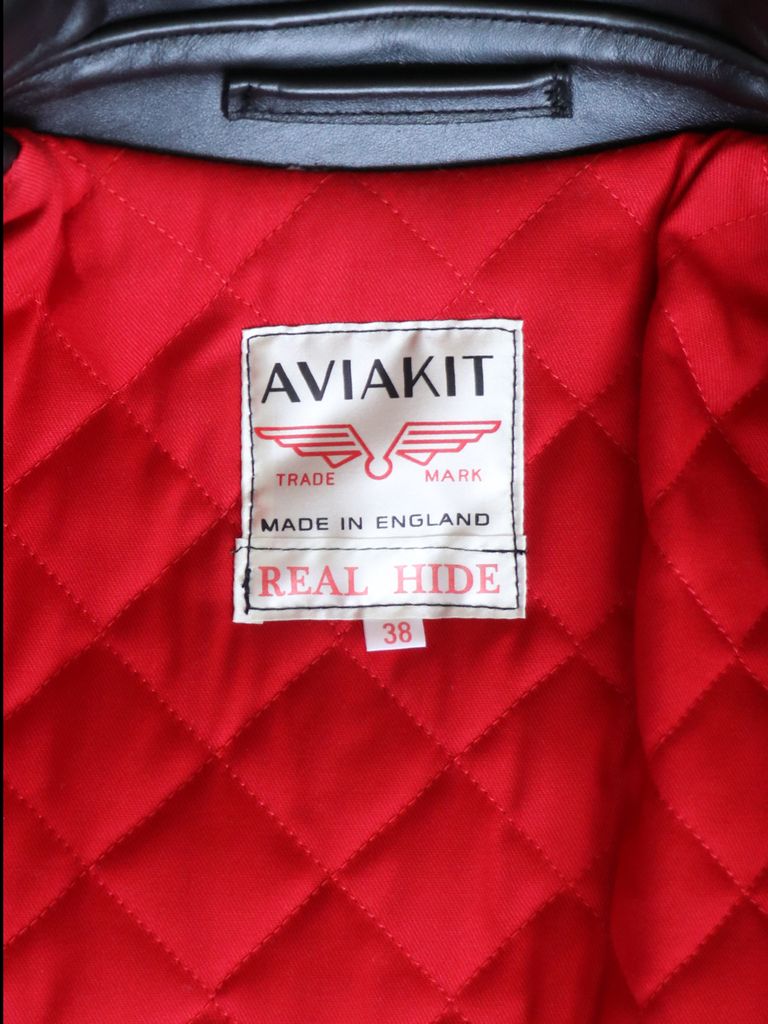 AVIAKIT
TRADE MARK
MADE IN ENGLAND
REAL HIDE
38